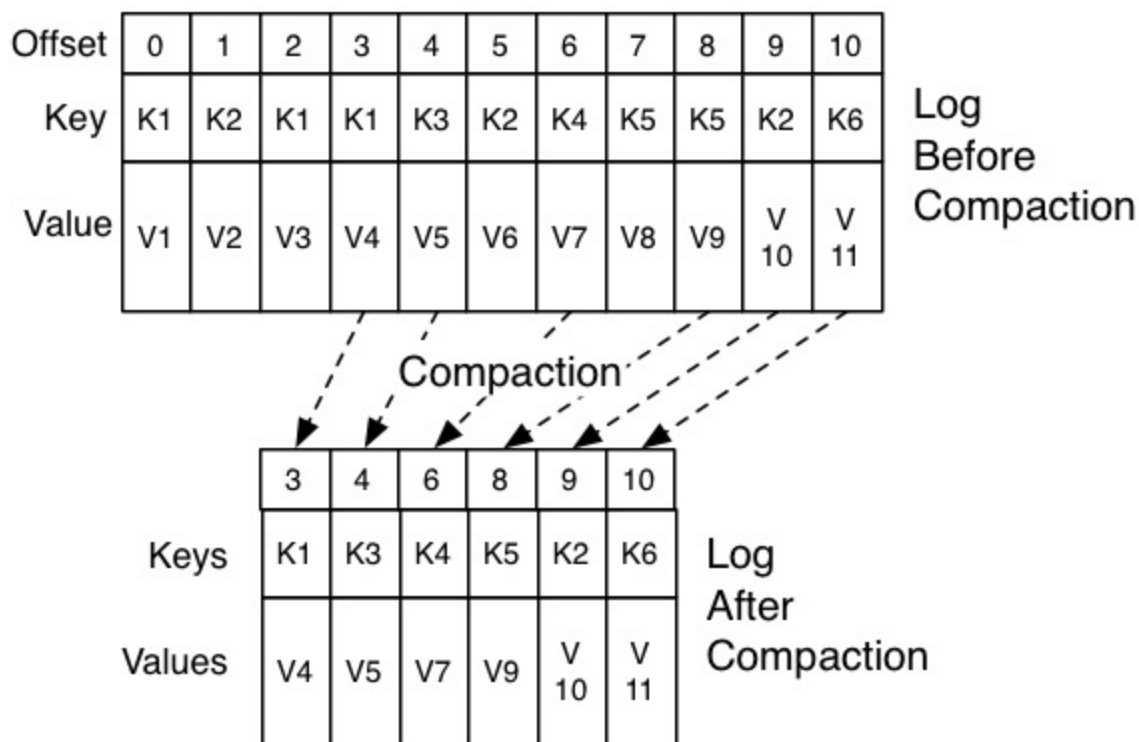 Offset 0 1 2 3 4 5 6 7 8 9 10
Key K1 K2 K1 K1 K3 K2 K4 K5 K5 K2 K6
Value V1 V2 V3 V4 V5 V6 V7 V8 V9 V 10 V 11
Log
Before
Compaction
Compaction
3 4 6 8 9 10
Keys K1 K3 K4 K5 K2 K6
Values V4 V5 V7 V9 V 10 V 11
Log
After
Compaction